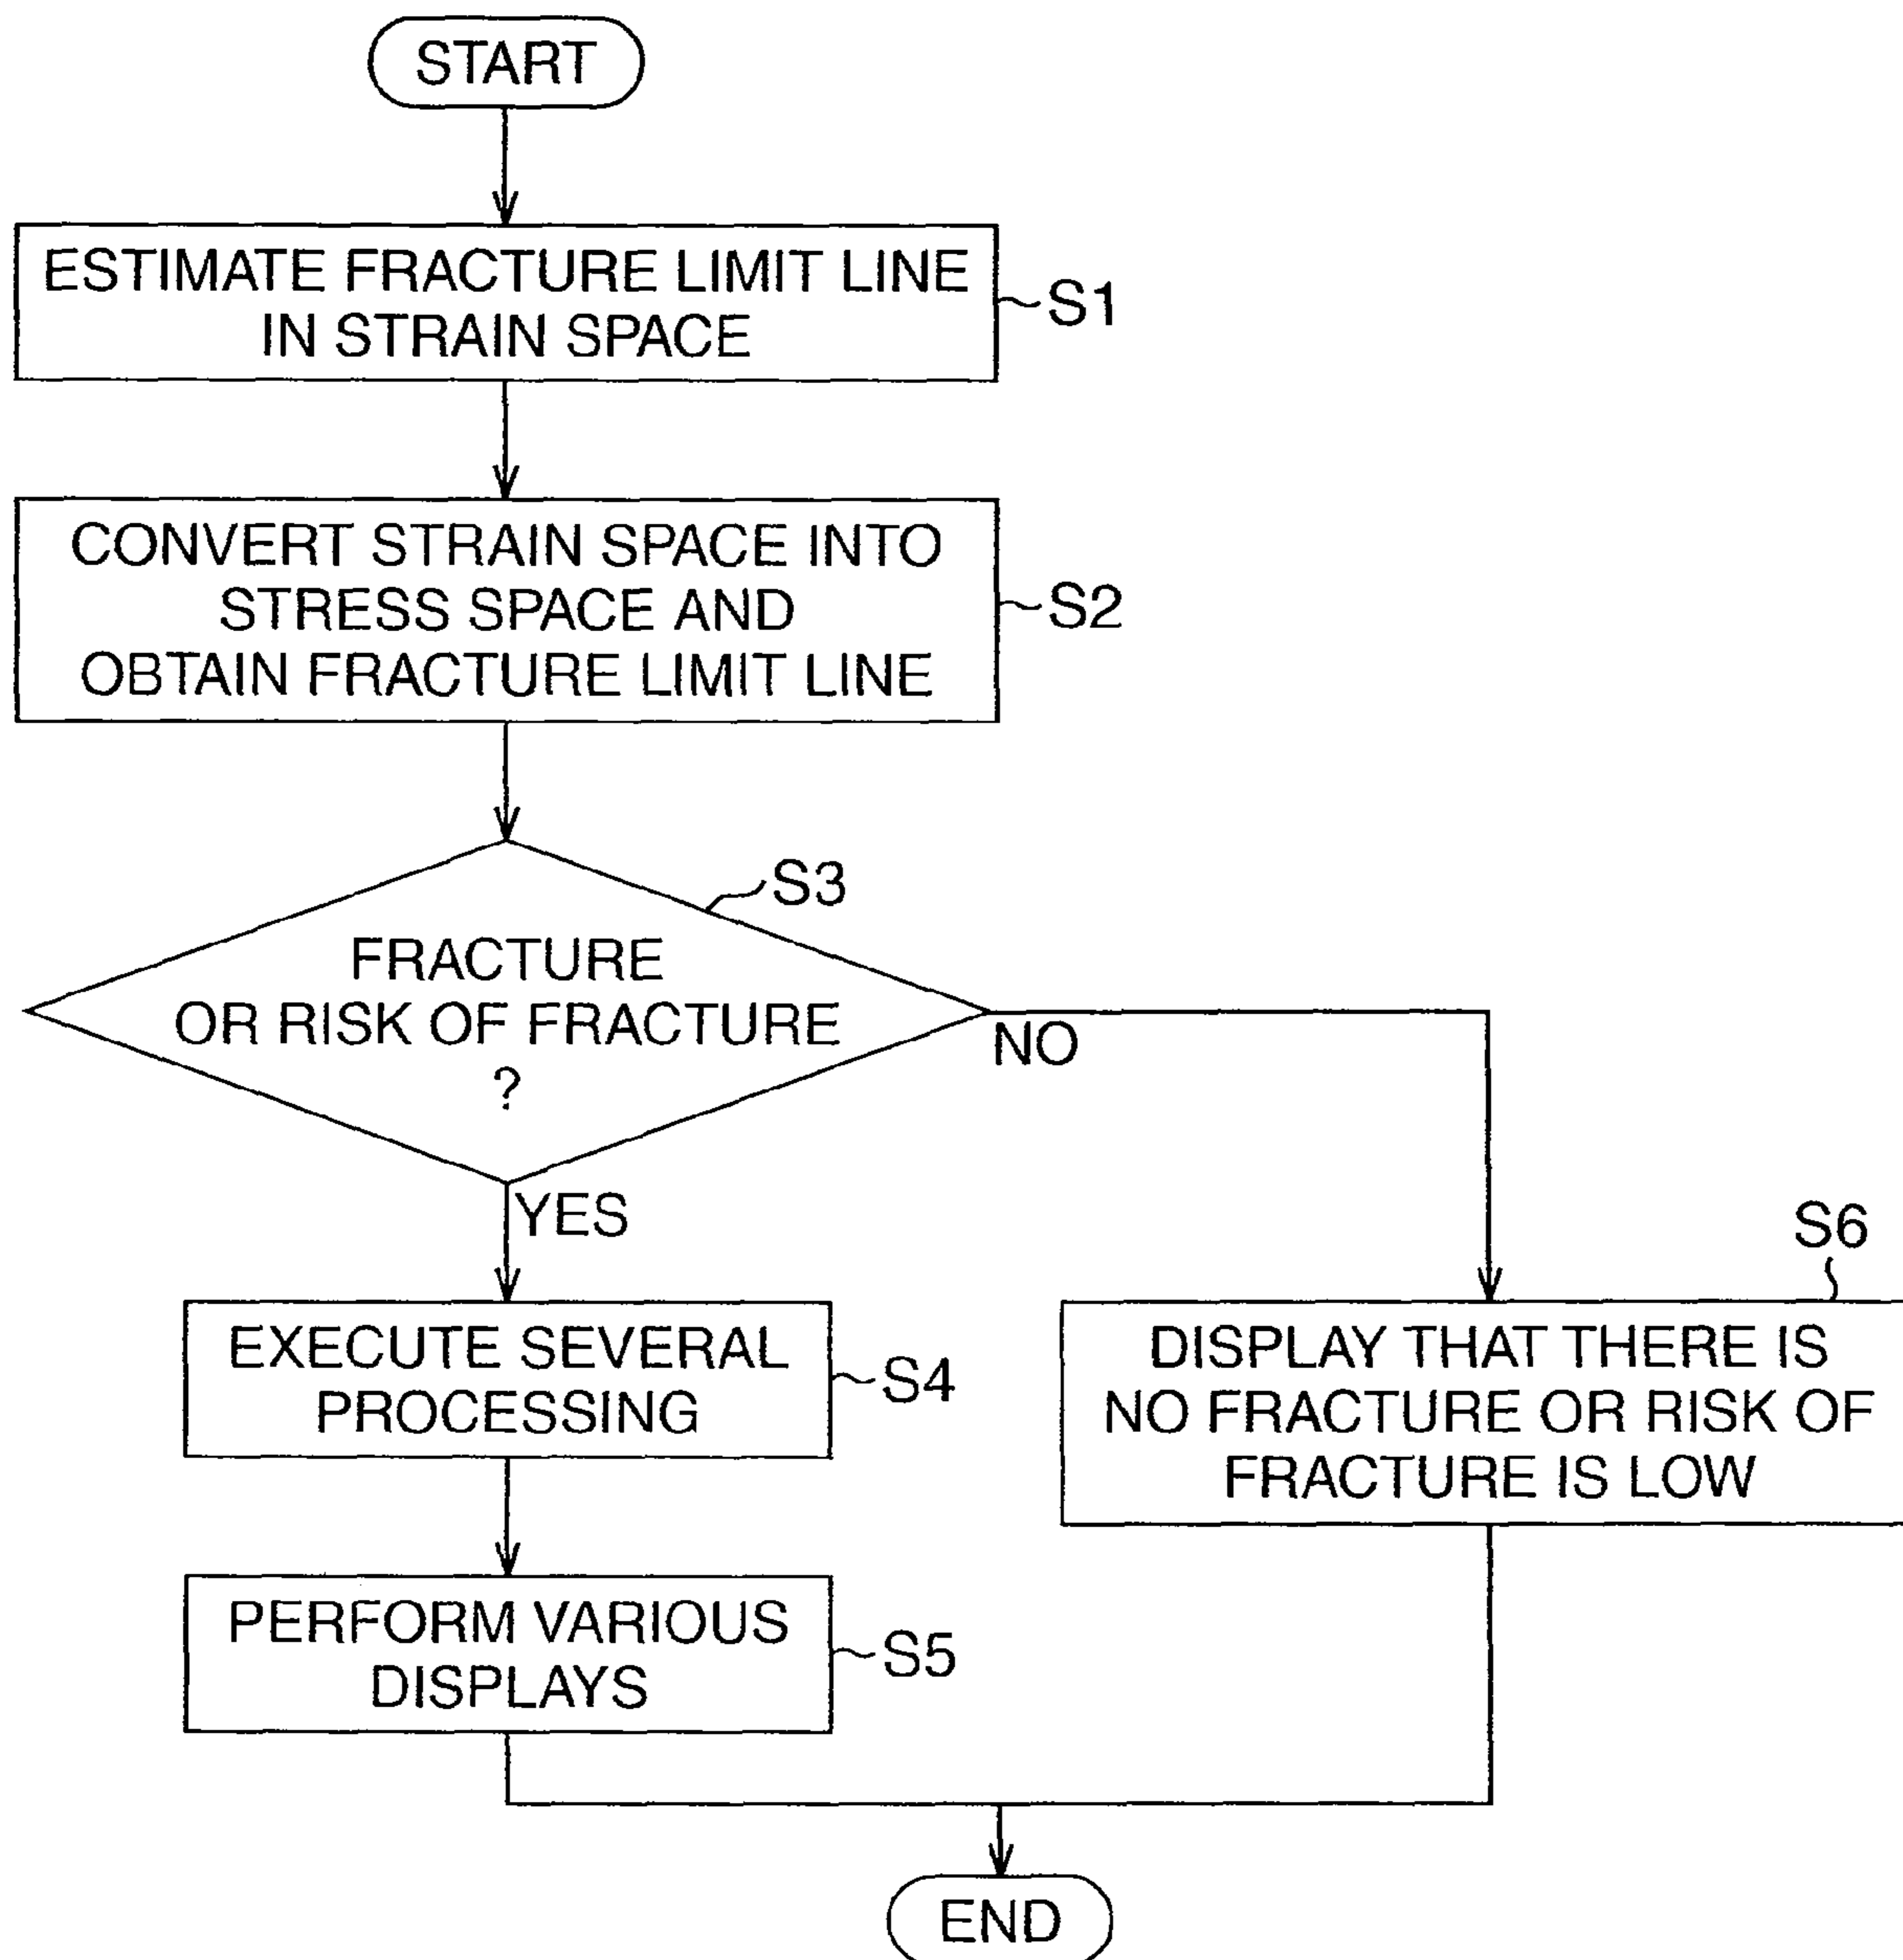 START
ESTIMATE FRACTURE LIMIT LINE
IN STRAIN SPACE
S1
CONVERT STRAIN SPACE INTO
STRESS SPACE AND
OBTAIN FRACTURE LIMIT LINE
S2
S3
FRACTURE
OR RISK OF FRACTURE
?
NO
YES
S6
EXECUTE SEVERAL
PROCESSING
S4
DISPLAY THAT THERE IS
NO FRACTURE OR RISK OF
FRACTURE IS LOW
PERFORM VARIOUS
DISPLAYS
S5
END